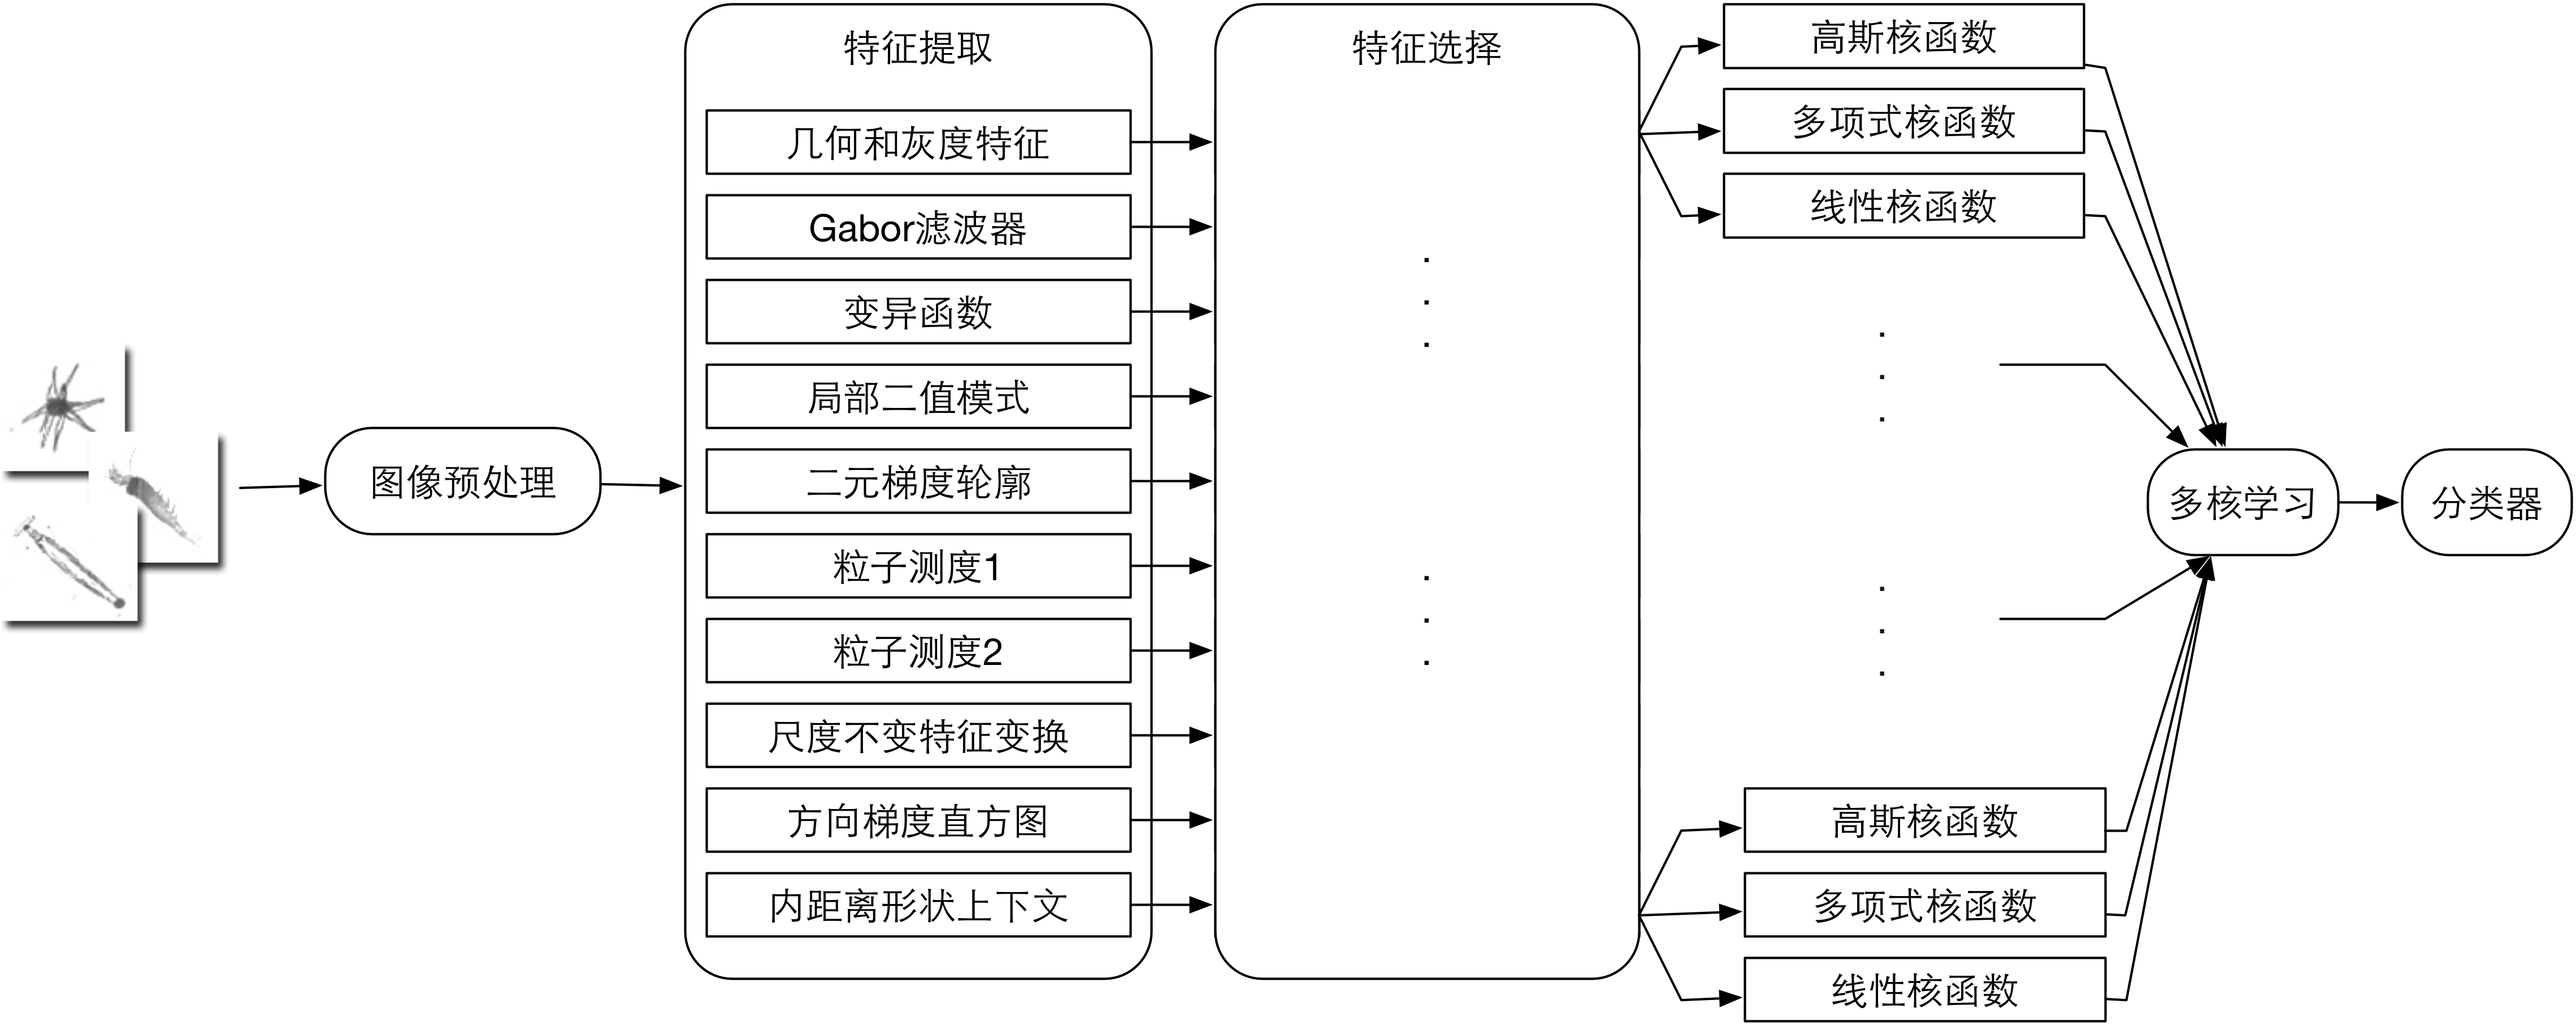 图像预处理
特征提取
几何和灰度特征
Gabor滤波器
变异函数
局部二值模式
二元梯度轮廓
粒子测度1
粒子测度2
尺度不变特征变换
方向梯度直方图
内距离形状上下文
特征选择
高斯核函数
多项式核函数
线性核函数
高斯核函数
多项式核函数
线性核函数
多核学习
分类器